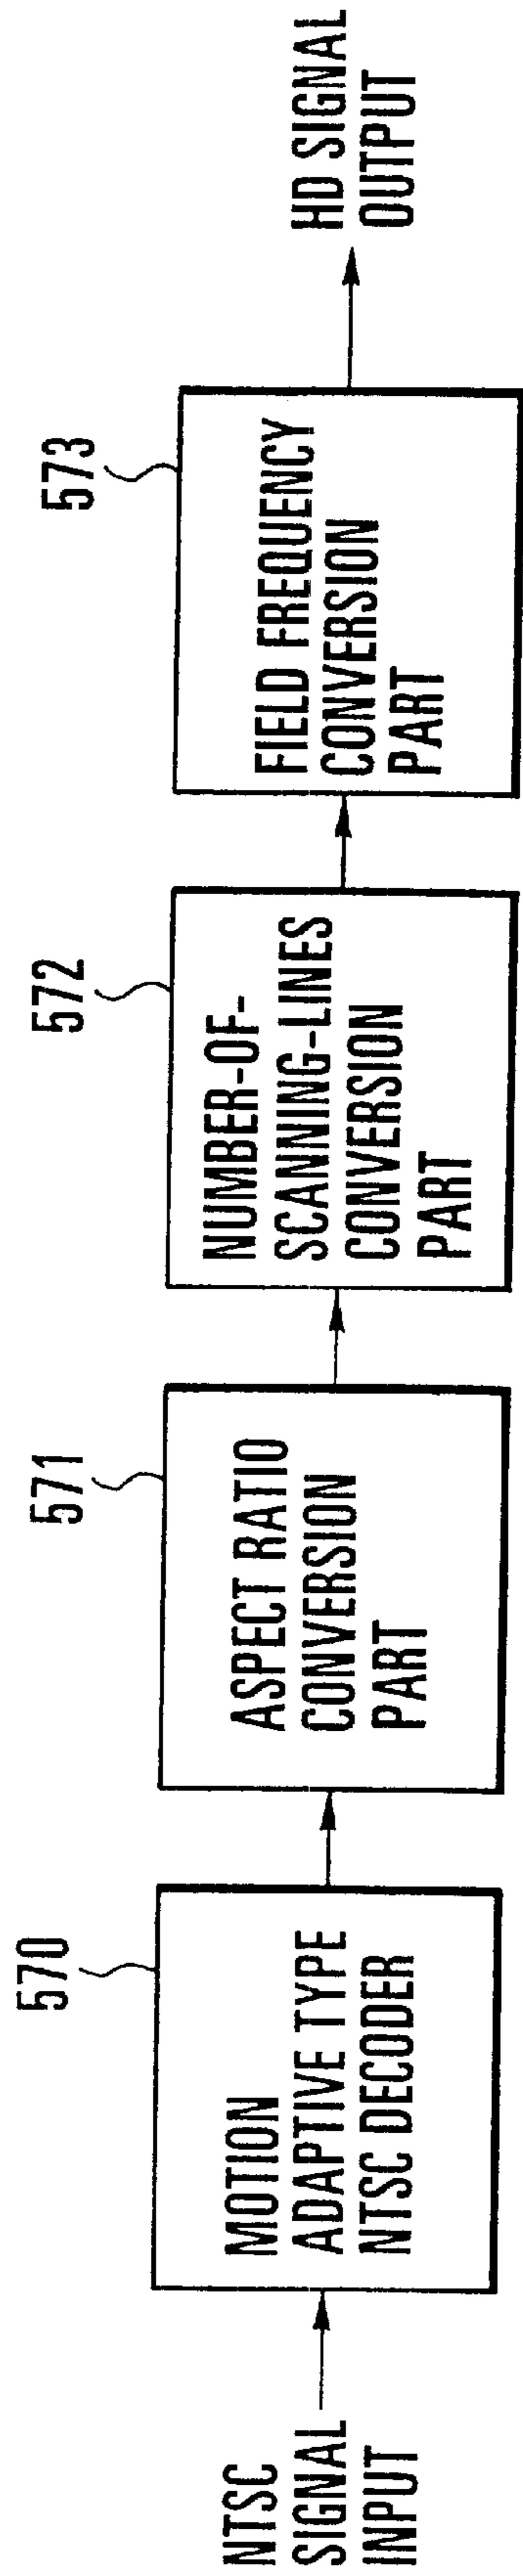 NTSC
SIGNAL
INPUT
570
MOTION
ADAPTIVE TYPE
NTSC DECODER
571
ASPECT RATIO
CONVERSION
PART
572
NUMBER-OF-
SCANNING-LINES
CONVERSION
PART
573
FIELD FREQUENCY
CONVERSION
PART
HD SIGNAL
OUTPUT